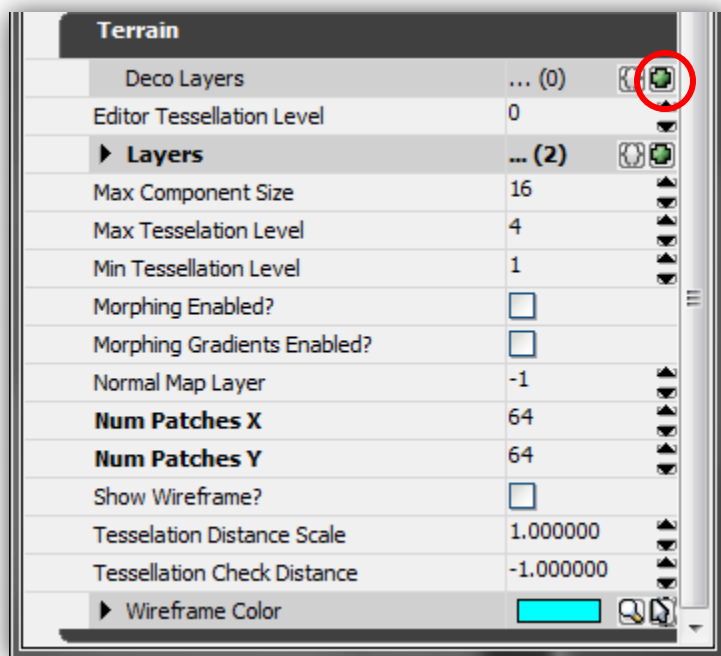 Terrain
Deco Layers ... (0)
Editor Tessellation Level 0
Layers ... (2)
Max Component Size 16
Max Tesselation Level 4
Min Tessellation Level 1
Morphing Enabled?
Morphing Gradients Enabled?
Normal Map Layer -1
Num Patches X 64
Num Patches Y 64
Show Wireframe?
Tesselation Distance Scale 1.000000
Tessellation Check Distance -1.000000
Wireframe Color